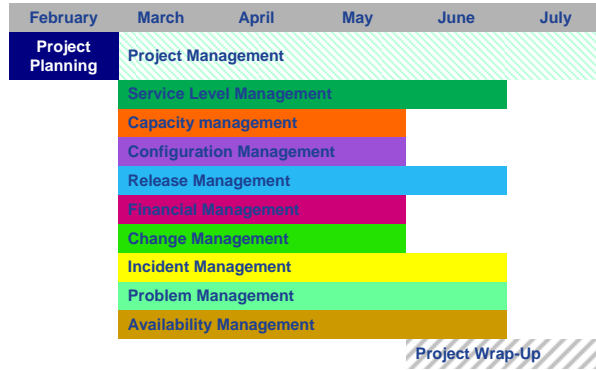 February March April May June July
Project
Planning
Project Management
Service Level Management
Capacity management
Configuration Management
Release Management
Financial Management
Change Management
Incident Management
Problem Management
Availability Management
Project Wrap-Up